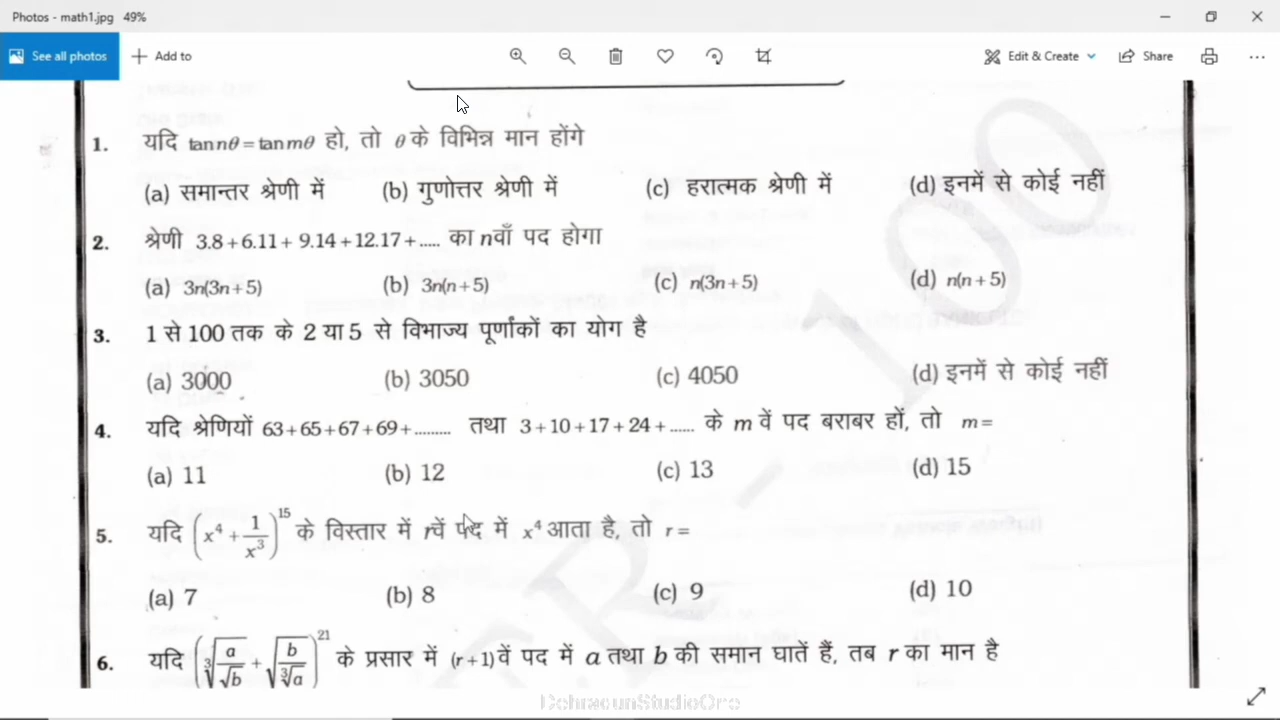 Photos - math1.jpg 49%
See all photos Add to Edit & Create Share
1. यदि tan nθ = tan mθ हो, तो θ के विभिन्न मान होंगे
(a) समान्तर श्रेणी में (b) गुणोत्तर श्रेणी में (c) हरात्मक श्रेणी में (d) इनमें से कोई नहीं
2. श्रेणी 3.8 + 6.11 + 9.14 + 12.17 + ..... का nवाँ पद होगा
(a) 3n(3n + 5) (b) 3n(n + 5) (c) n(3n + 5) (d) n(n + 5)
3. 1 से 100 तक के 2 या 5 से विभाज्य पूर्णांकों का योग है
(a) 3000 (b) 3050 (c) 4050 (d) इनमें से कोई नहीं
4. यदि श्रेणियों 63 + 65 + 67 + 69 + ......... तथा 3 + 10 + 17 + 24 + ...... के m वें पद बराबर हों, तो m =
(a) 11 (b) 12 (c) 13 (d) 15
5. यदि (x⁴ + 1/x³)¹⁵ के विस्तार में rवें पद में x⁴ आता है, तो r =
(a) 7 (b) 8 (c) 9 (d) 10
6. यदि (∛(a/√b) + √(b/∛a))²¹ के प्रसार में (r + 1) वें पद में a तथा b की समान घातें हैं, तब r का मान है
DehradunStudioOne